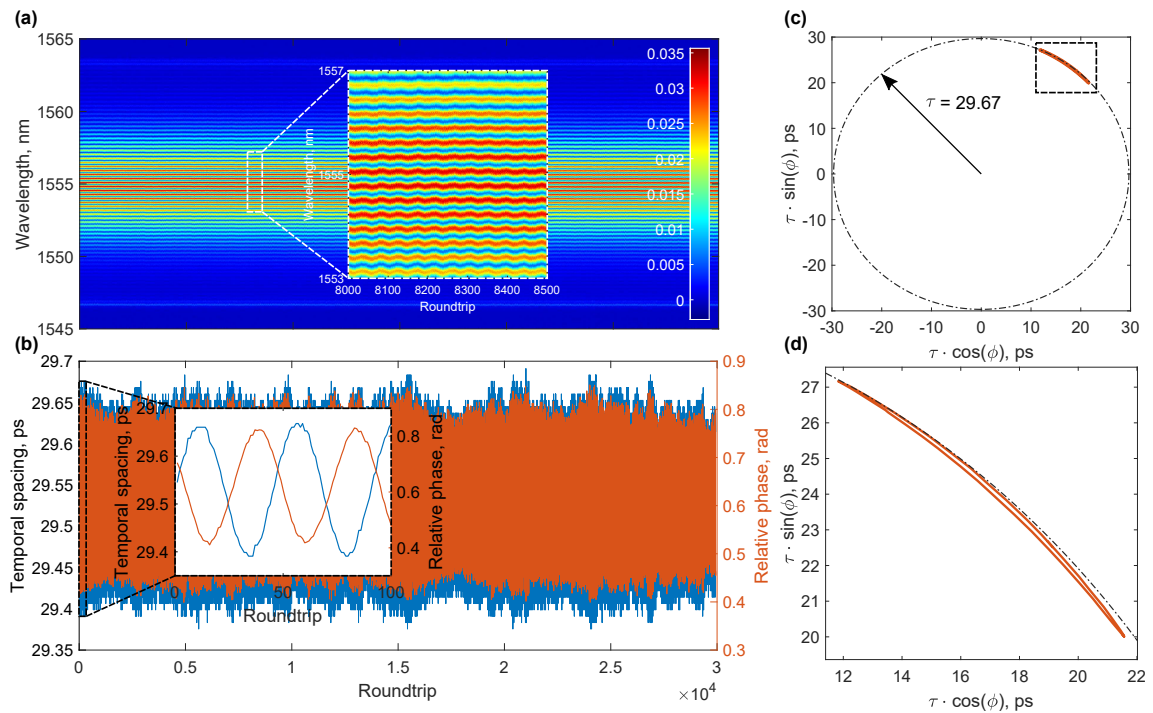 (a)
1565
1560
1555
1550
1545
Wavelength, nm
1557
1555
1553
Wavelength, nm
8000 8100 8200 8300 8400 8500
Roundtrip
0.035
0.03
0.025
0.02
0.015
0.01
0.005
0
(b)
29.7
29.65
29.6
29.55
29.5
29.45
29.4
29.35
Temporal spacing, ps
29.7
29.6
29.5
29.4
Temporal spacing, ps
0.8
0.6
0.4
Relative phase, rad
0 50 100
Roundtrip
0.9
0.8
0.7
0.6
0.5
0.4
0.3
Relative phase, rad
0 0.5 1 1.5 2 2.5 3
Roundtrip
×10⁴
(c)
30
20
10
0
-10
-20
-30
τ · sin(ϕ), ps
τ = 29.67
-30 -20 -10 0 10 20 30
τ · cos(ϕ), ps
(d)
27
26
25
24
23
22
21
20
τ · sin(ϕ), ps
12 14 16 18 20 22
τ · cos(ϕ), ps